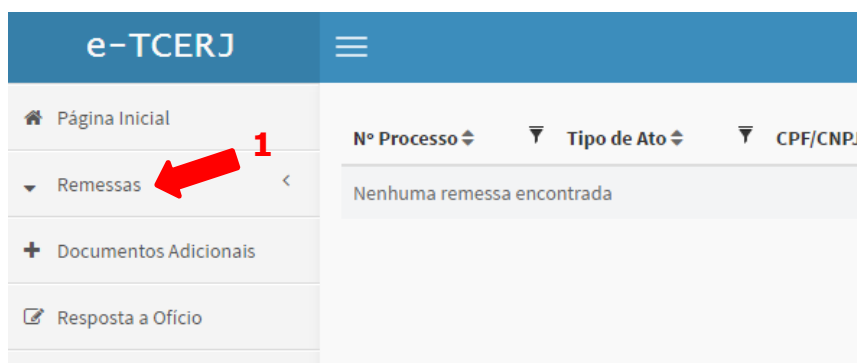 e-TCERJ
Página Inicial
1
Remessas
Documentos Adicionais
Resposta a Ofício
Nº Processo Tipo de Ato CPF/CNPJ
Nenhuma remessa encontrada